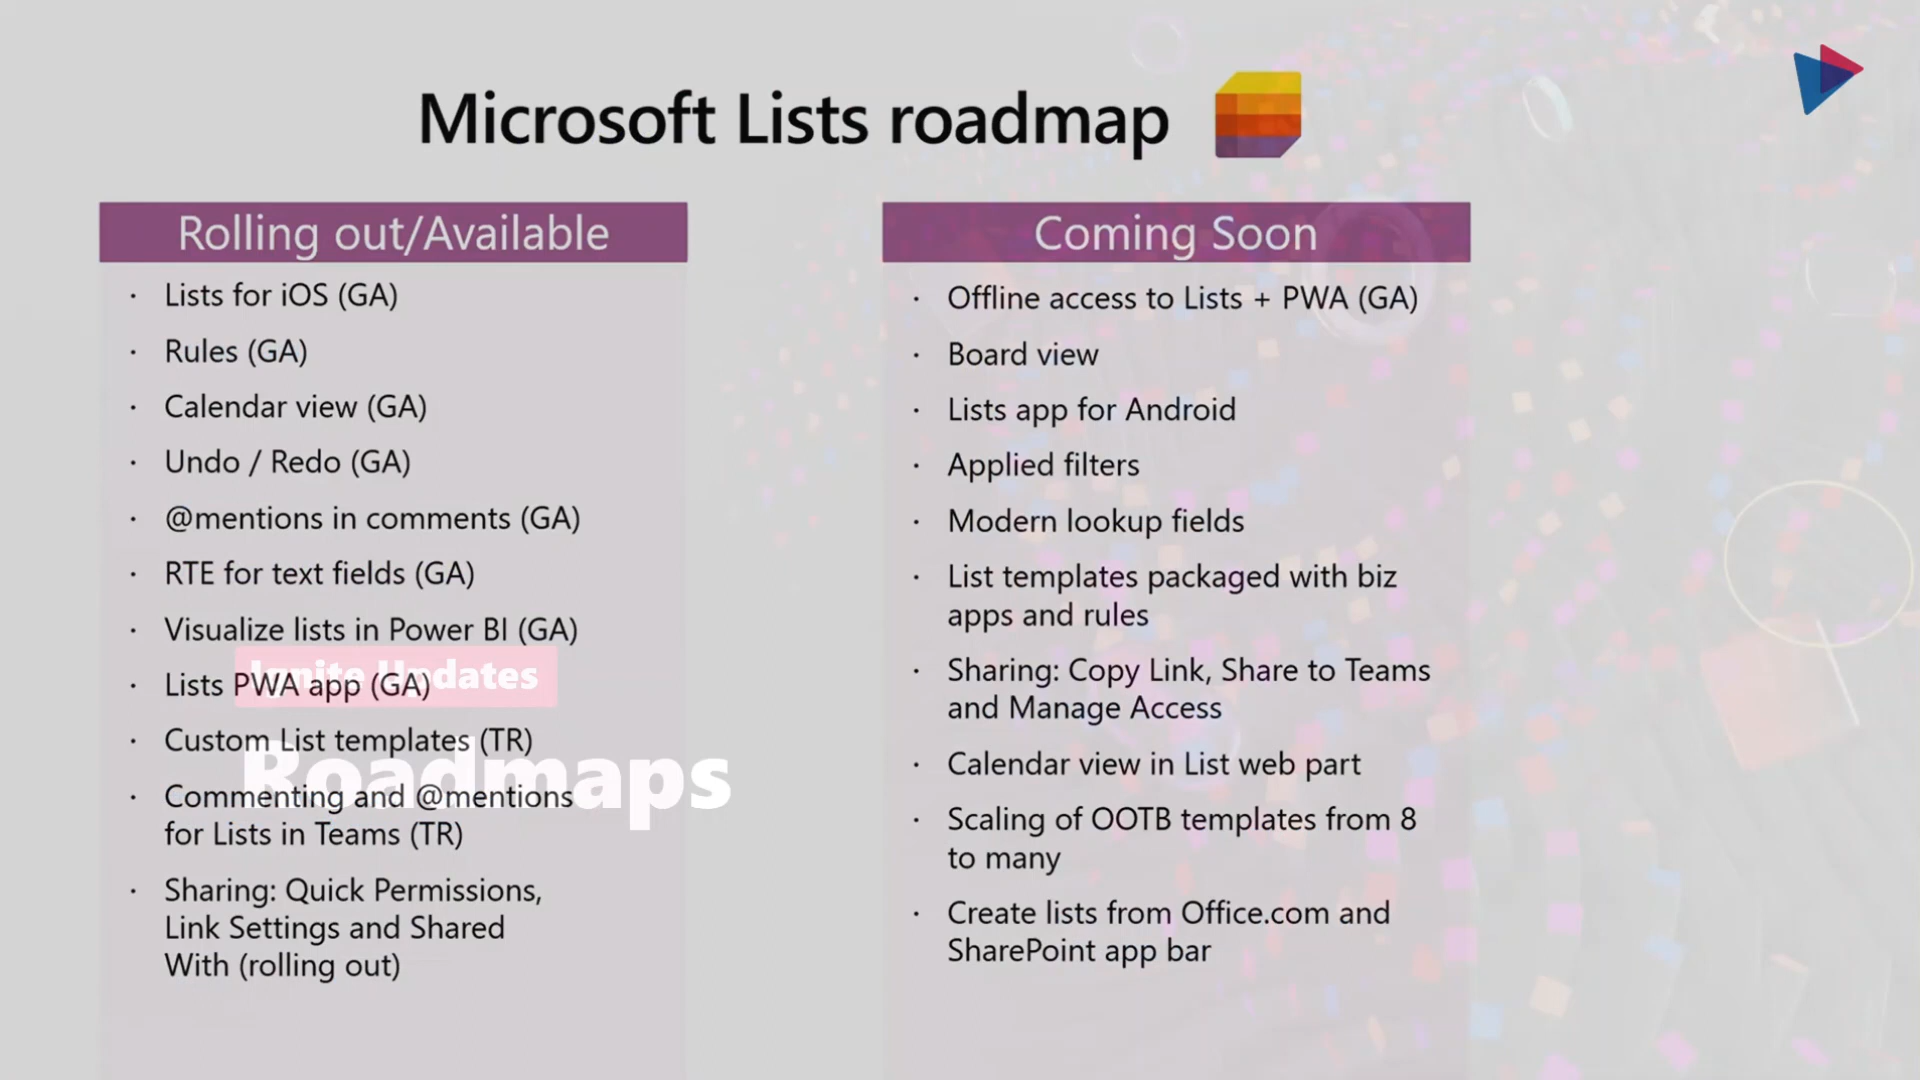 Microsoft Lists roadmap
Rolling out/Available
· Lists for iOS (GA)
· Rules (GA)
· Calendar view (GA)
· Undo / Redo (GA)
· @mentions in comments (GA)
· RTE for text fields (GA)
· Visualize lists in Power BI (GA)
Ignite Updates
· Lists PWA app (GA)
· Custom List templates (TR)
Roadmaps
· Commenting and @mentions
for Lists in Teams (TR)
· Sharing: Quick Permissions,
Link Settings and Shared
With (rolling out)
Coming Soon
· Offline access to Lists + PWA (GA)
· Board view
· Lists app for Android
· Applied filters
· Modern lookup fields
· List templates packaged with biz
apps and rules
· Sharing: Copy Link, Share to Teams
and Manage Access
· Calendar view in List web part
· Scaling of OOTB templates from 8
to many
· Create lists from Office.com and
SharePoint app bar